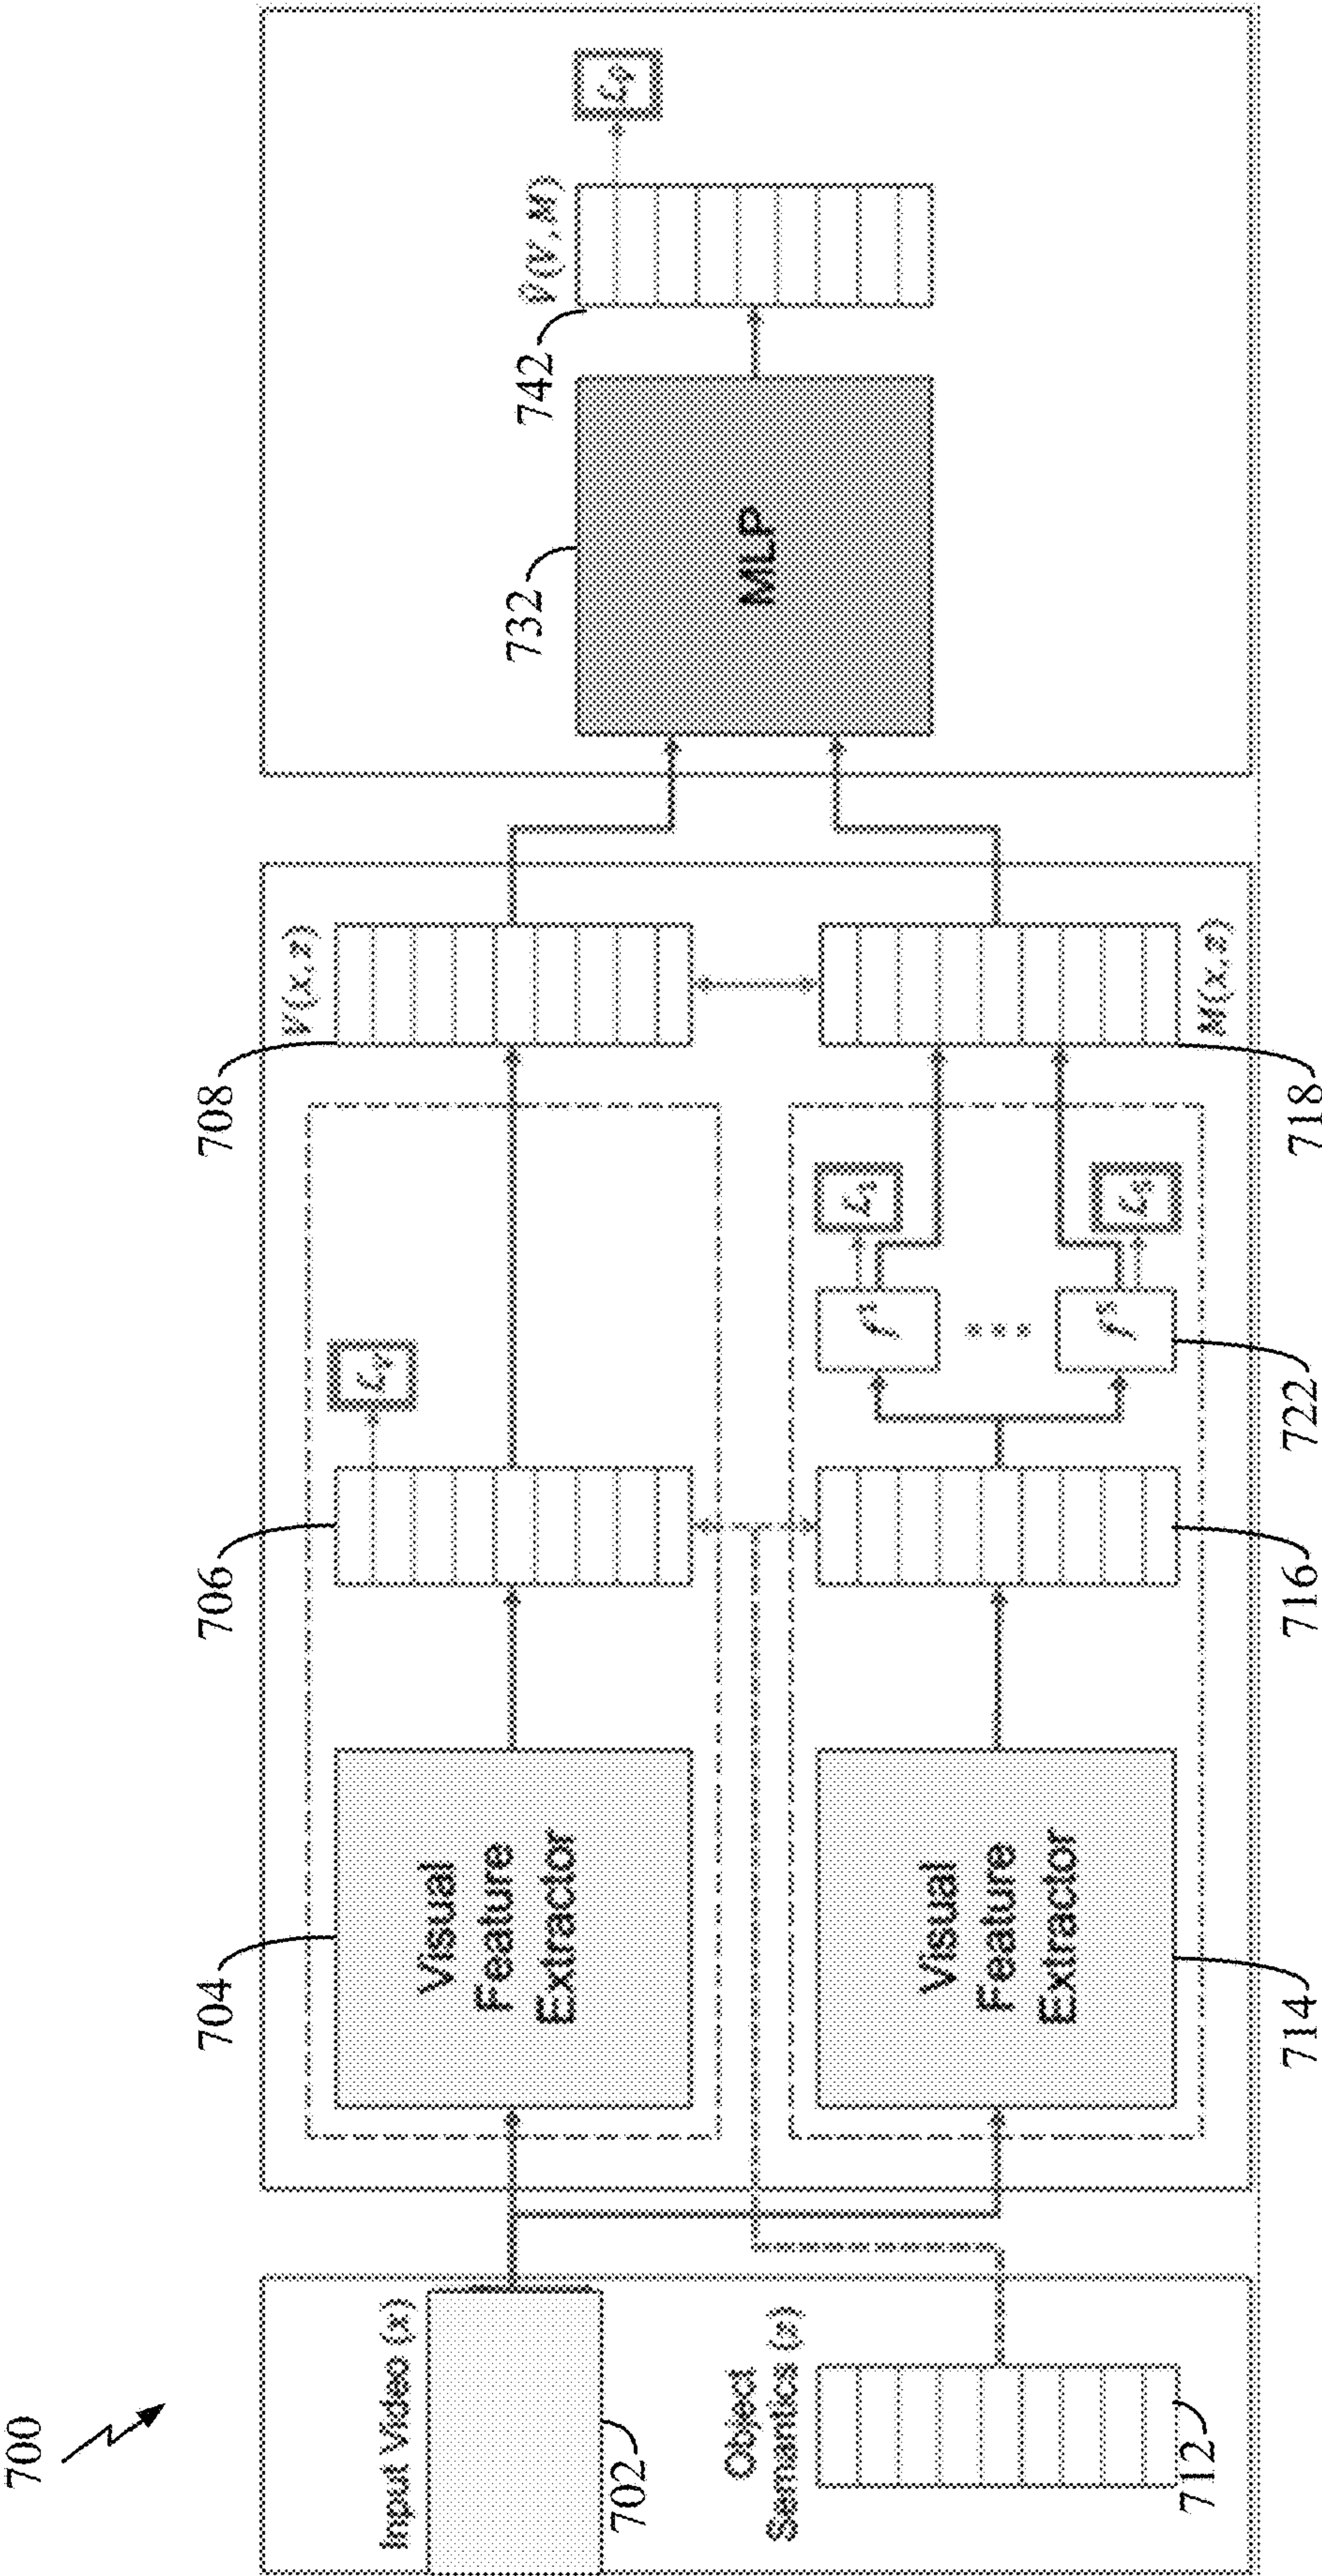 700
Input Video (x)
702
Object
Semantics (z)
712
704
Visual
Feature
Extractor
706
708
V(x,z)
Visual
Feature
Extractor
714
716
722
718
M(x,z)
732
MLP
742